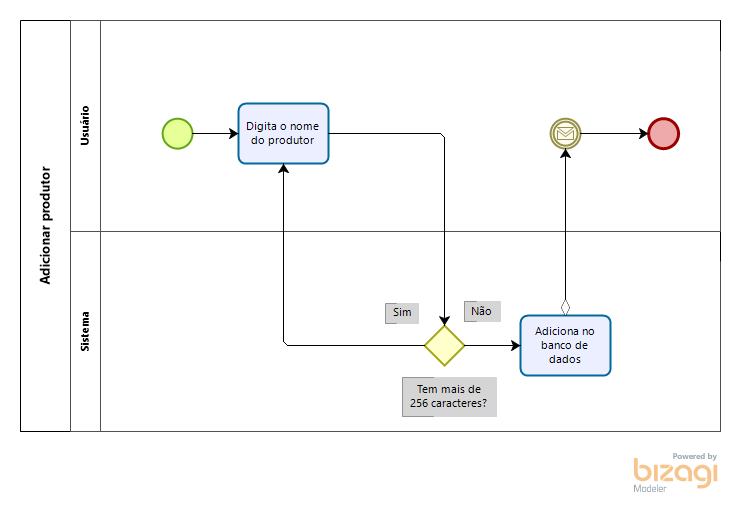 Adicionar produtor
Usuário
Digita o nome
do produtor
Sistema
Sim
Não
Adiciona no
banco de
dados
Tem mais de
256 caracteres?
Powered by
bizagi
Modeler